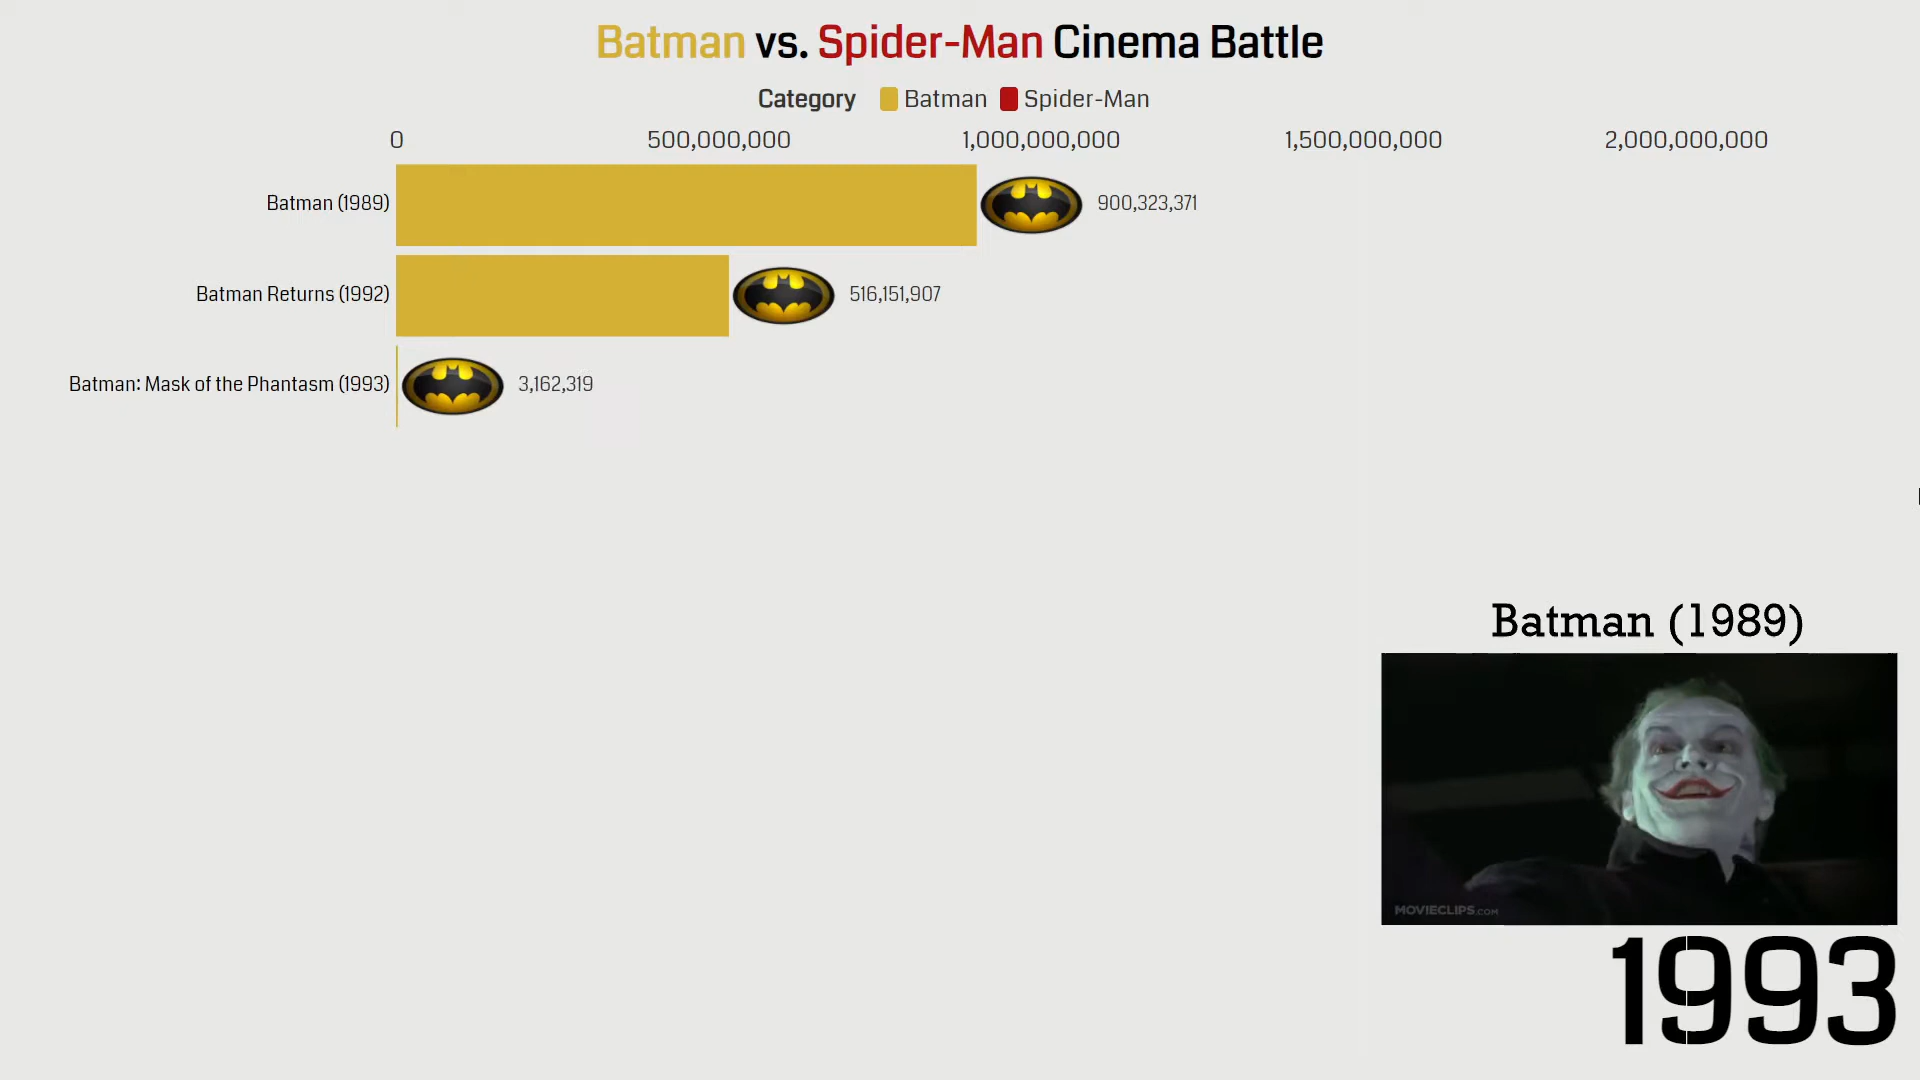 Batman vs. Spider-Man Cinema Battle
Category Batman Spider-Man
0 500,000,000 1,000,000,000 1,500,000,000 2,000,000,000
Batman (1989) 900,323,371
Batman Returns (1992) 516,151,907
Batman: Mask of the Phantasm (1993) 3,162,319
Batman (1989)
MOVIECLIPS.COM
1993